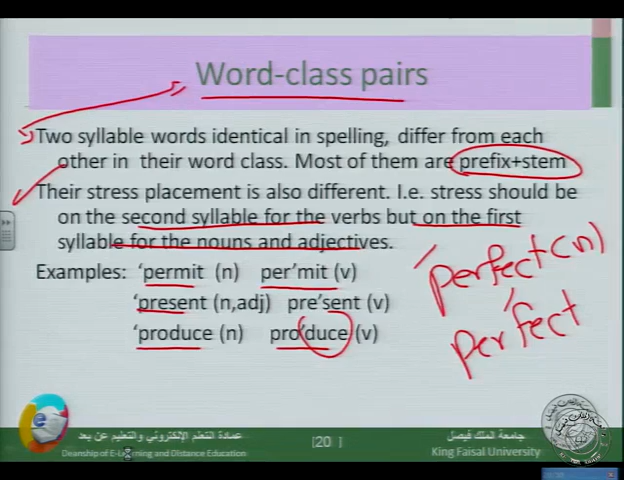 Word-class pairs
Two syllable words identical in spelling, differ from each
other in their word class. Most of them are prefix+stem
Their stress placement is also different. I.e. stress should be
on the second syllable for the verbs but on the first
syllable for the nouns and adjectives.
Examples: 'permit (n) per'mit (v)
'present (n,adj) pre'sent (v)
'produce (n) pro'duce (v)
'perfect (n)
per'fect
عمادة التعلم الإلكتروني والتعليم عن بعد
Deanship of E-Learning and Distance Education
[20 ]
جامعة الملك فيصل
King Faisal University